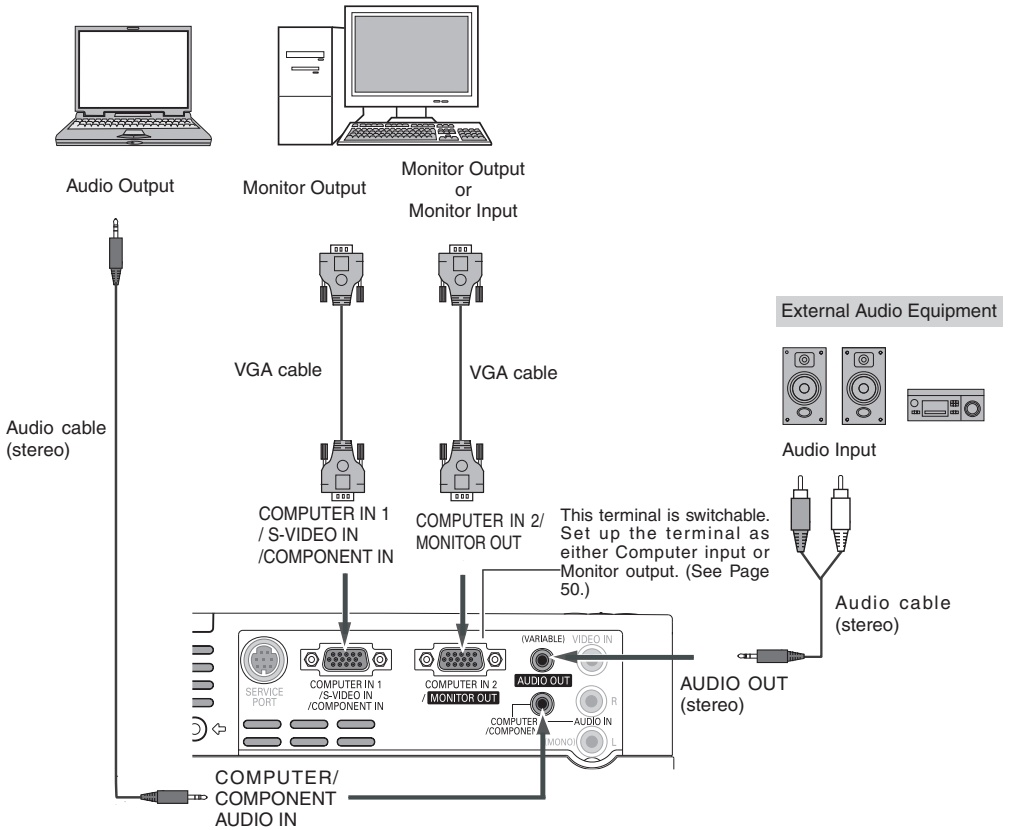 Audio Output
Monitor Output
Monitor Output
or
Monitor Input
External Audio Equipment
VGA cable
VGA cable
Audio cable
(stereo)
Audio Input
COMPUTER IN 1
/ S-VIDEO IN
/COMPONENT IN
COMPUTER IN 2/
MONITOR OUT
This terminal is switchable.
Set up the terminal as
either Computer input or
Monitor output. (See Page
50.)
Audio cable
(stereo)
(VARIABLE)
VIDEO IN
SERVICE
PORT
COMPUTER IN 1
/S-VIDEO IN
/COMPONENT IN
COMPUTER IN 2
/ MONITOR OUT
AUDIO OUT
AUDIO OUT
(stereo)
R
COMPUTER
/COMPONE
AUDIO IN
(MONO)
L
COMPUTER/
COMPONENT
AUDIO IN